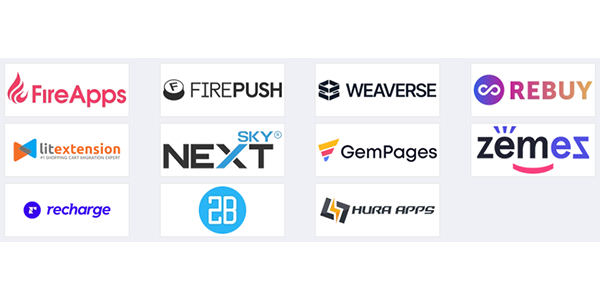 FireApps
F FIREPUSH
WEAVERSE
REBUY
litextension
#1 SHOPPING CART MIGRATION EXPERT
SKY®
NEXT
GemPages
zemez
r recharge
2B
HURA APPS